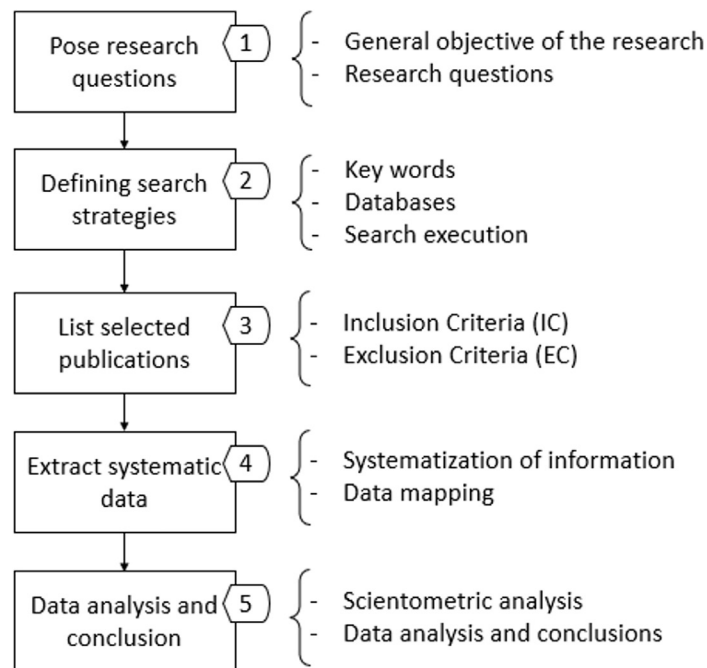 Pose research
questions
1
- General objective of the research
- Research questions
Defining search
strategies
2
- Key words
- Databases
- Search execution
List selected
publications
3
- Inclusion Criteria (IC)
- Exclusion Criteria (EC)
Extract systematic
data
4
- Systematization of information
- Data mapping
Data analysis and
conclusion
5
- Scientometric analysis
- Data analysis and conclusions